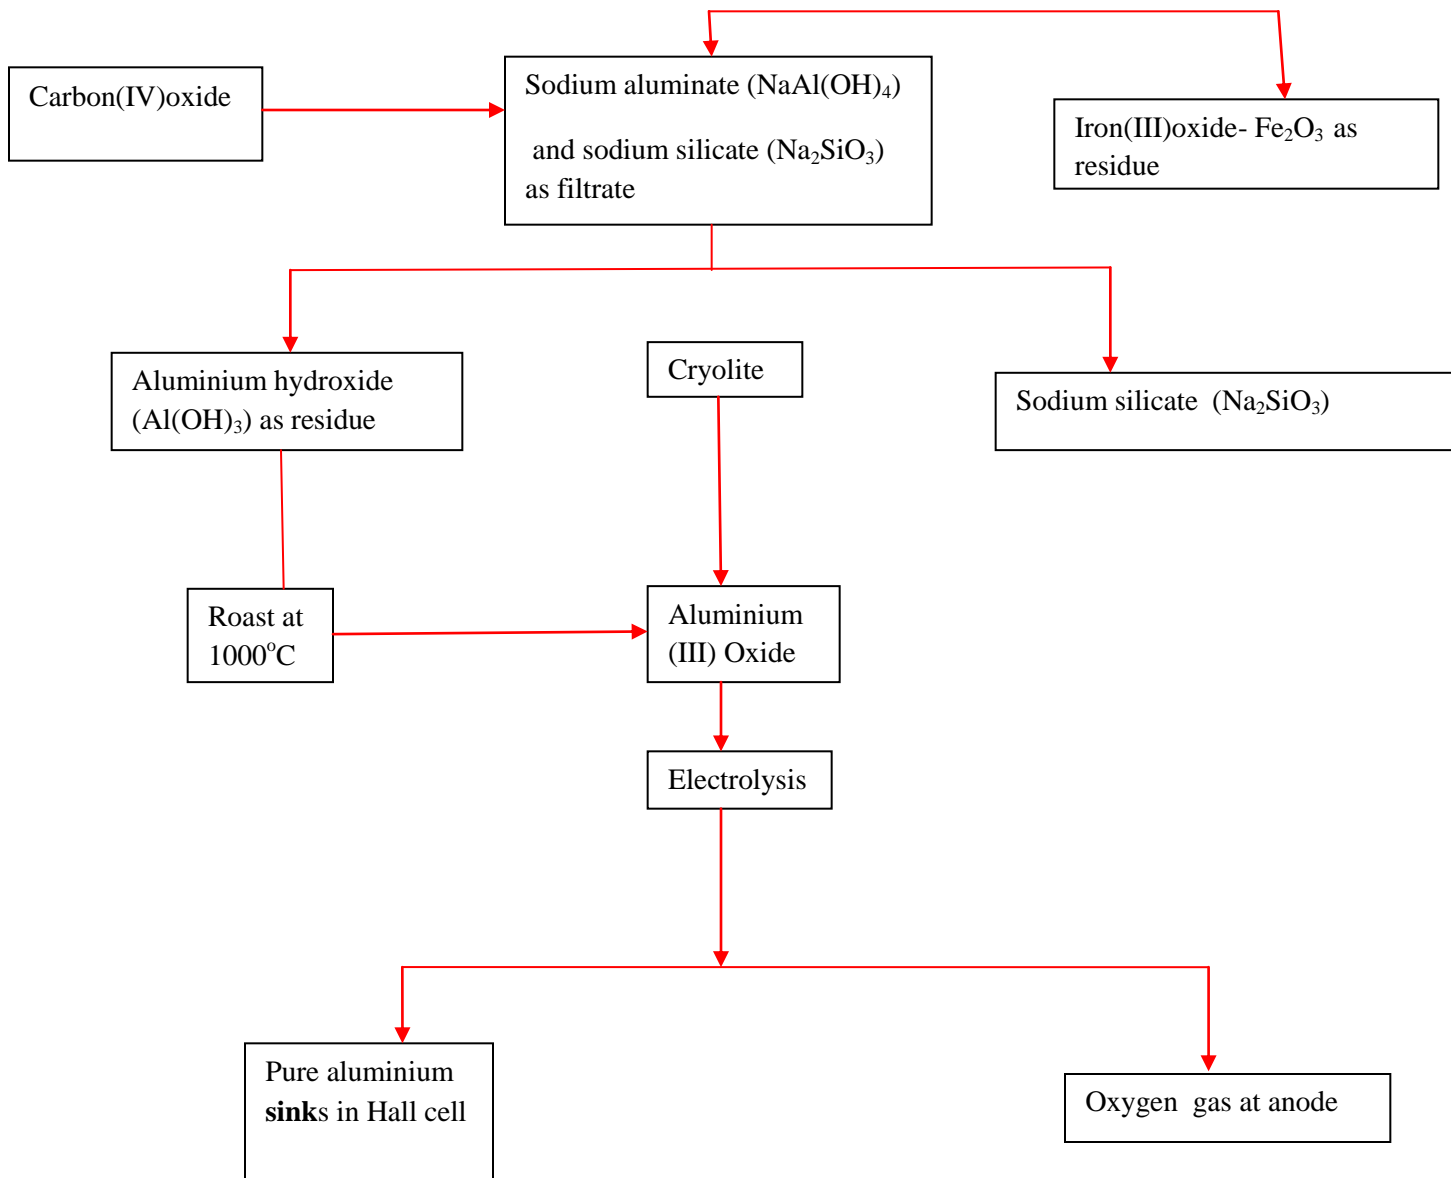 Carbon(IV)oxide
Sodium aluminate (NaAl(OH)₄)
and sodium silicate (Na₂SiO₃)
as filtrate
Iron(III)oxide- Fe₂O₃ as
residue
Aluminium hydroxide
(Al(OH)₃) as residue
Cryolite
Sodium silicate (Na₂SiO₃)
Roast at
1000°C
Aluminium
(III) Oxide
Electrolysis
Pure aluminium
sinks in Hall cell
Oxygen gas at anode